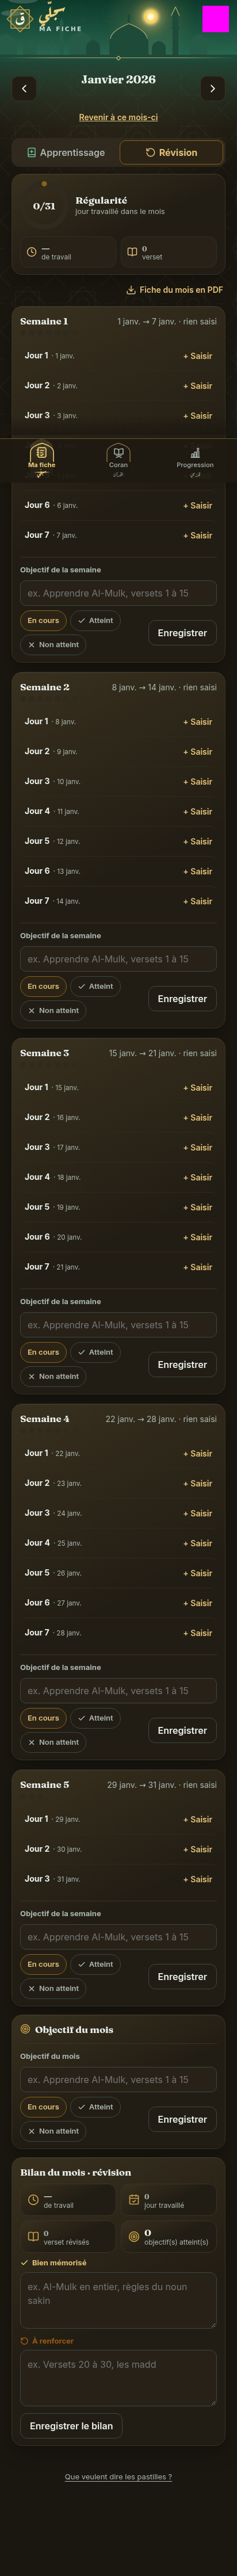 سجلّي
ق
MA FICHE
Janvier 2026
Revenir à ce mois-ci
Apprentissage
Révision
0/31
Régularité
jour travaillé dans le mois
—
de travail
0
verset
Fiche du mois en PDF
Semaine 1
1 janv. → 7 janv. · rien saisi
Jour 1 · 1 janv.
+ Saisir
Jour 2 · 2 janv.
+ Saisir
Jour 3 · 3 janv.
+ Saisir
Ma fiche
Coran
Progression
Jour 6 · 6 janv.
+ Saisir
Jour 7 · 7 janv.
+ Saisir
Objectif de la semaine
ex. Apprendre Al-Mulk, versets 1 à 15
En cours
Atteint
Non atteint
Enregistrer
Semaine 2
8 janv. → 14 janv. · rien saisi
Jour 1 · 8 janv.
+ Saisir
Jour 2 · 9 janv.
+ Saisir
Jour 3 · 10 janv.
+ Saisir
Jour 4 · 11 janv.
+ Saisir
Jour 5 · 12 janv.
+ Saisir
Jour 6 · 13 janv.
+ Saisir
Jour 7 · 14 janv.
+ Saisir
Objectif de la semaine
ex. Apprendre Al-Mulk, versets 1 à 15
En cours
Atteint
Non atteint
Enregistrer
Semaine 3
15 janv. → 21 janv. · rien saisi
Jour 1 · 15 janv.
+ Saisir
Jour 2 · 16 janv.
+ Saisir
Jour 3 · 17 janv.
+ Saisir
Jour 4 · 18 janv.
+ Saisir
Jour 5 · 19 janv.
+ Saisir
Jour 6 · 20 janv.
+ Saisir
Jour 7 · 21 janv.
+ Saisir
Objectif de la semaine
ex. Apprendre Al-Mulk, versets 1 à 15
En cours
Atteint
Non atteint
Enregistrer
Semaine 4
22 janv. → 28 janv. · rien saisi
Jour 1 · 22 janv.
+ Saisir
Jour 2 · 23 janv.
+ Saisir
Jour 3 · 24 janv.
+ Saisir
Jour 4 · 25 janv.
+ Saisir
Jour 5 · 26 janv.
+ Saisir
Jour 6 · 27 janv.
+ Saisir
Jour 7 · 28 janv.
+ Saisir
Objectif de la semaine
ex. Apprendre Al-Mulk, versets 1 à 15
En cours
Atteint
Non atteint
Enregistrer
Semaine 5
29 janv. → 31 janv. · rien saisi
Jour 1 · 29 janv.
+ Saisir
Jour 2 · 30 janv.
+ Saisir
Jour 3 · 31 janv.
+ Saisir
Objectif de la semaine
ex. Apprendre Al-Mulk, versets 1 à 15
En cours
Atteint
Non atteint
Enregistrer
Objectif du mois
Objectif du mois
ex. Apprendre Al-Mulk, versets 1 à 15
En cours
Atteint
Non atteint
Enregistrer
Bilan du mois · révision
—
de travail
0
jour travaillé
0
verset révisés
0
objectif(s) atteint(s)
Bien mémorisé
ex. Al-Mulk en entier, règles du noun
sakin
À renforcer
ex. Versets 20 à 30, les madd
Enregistrer le bilan
Que veulent dire les pastilles ?